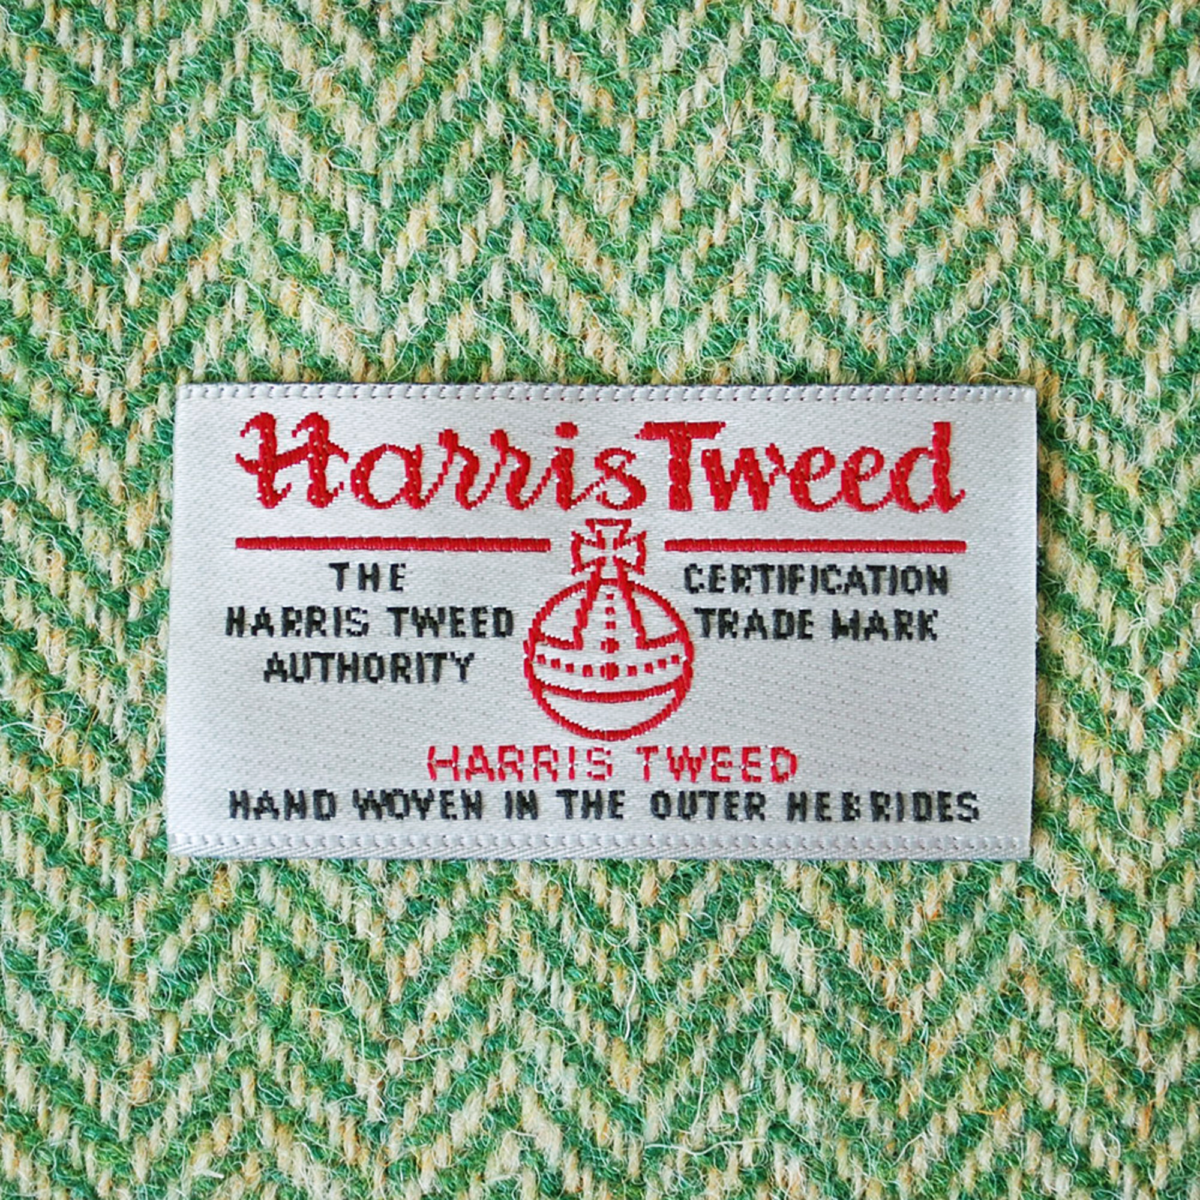 Harris Tweed
THE
HARRIS TWEED
AUTHORITY
CERTIFICATION
TRADE MARK
HARRIS TWEED
HAND WOVEN IN THE OUTER HEBRIDES